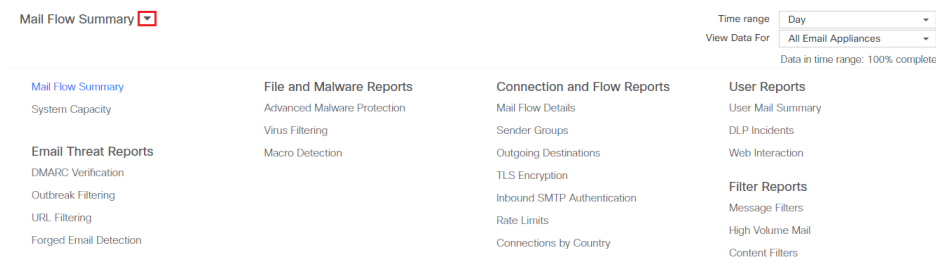 Mail Flow Summary
Time range Day
View Data For All Email Appliances
Data in time range: 100% complete
Mail Flow Summary
System Capacity
Email Threat Reports
DMARC Verification
Outbreak Filtering
URL Filtering
Forged Email Detection
File and Malware Reports
Advanced Malware Protection
Virus Filtering
Macro Detection
Connection and Flow Reports
Mail Flow Details
Sender Groups
Outgoing Destinations
TLS Encryption
Inbound SMTP Authentication
Rate Limits
Connections by Country
User Reports
User Mail Summary
DLP Incidents
Web Interaction
Filter Reports
Message Filters
High Volume Mail
Content Filters